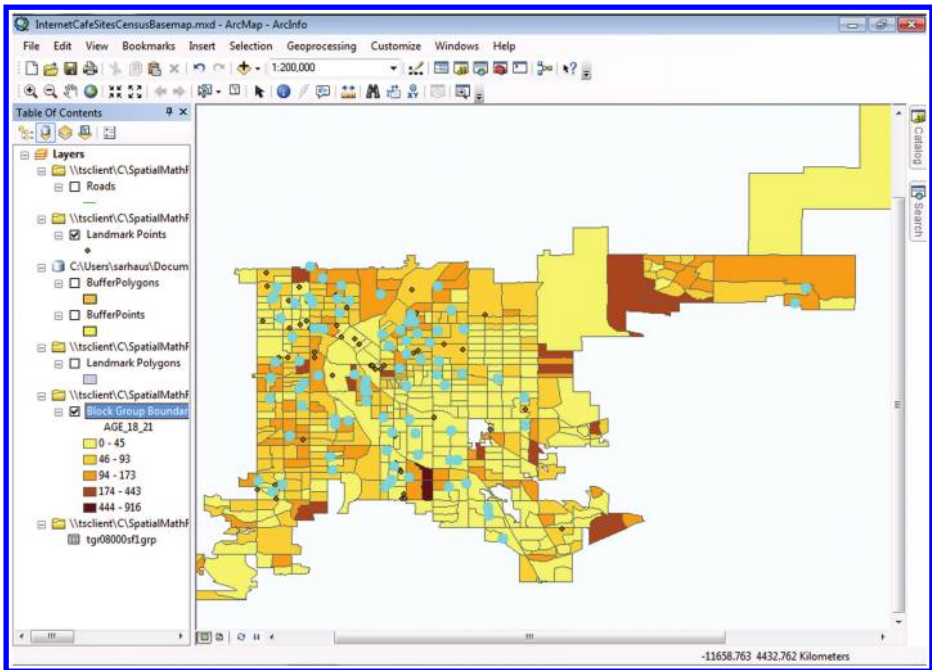 InternetCafeSitesCensusBasemap.mxd - ArcMap - ArcInfo
File Edit View Bookmarks Insert Selection Geoprocessing Customize Windows Help
1:200,000
Table Of Contents
Layers
\\tsclient\C\SpatialMathF
Roads
\\tsclient\C\SpatialMathF
Landmark Points
C:\Users\sarhaus\Docum
BufferPolygons
BufferPoints
\\tsclient\C\SpatialMathF
Landmark Polygons
\\tsclient\C\SpatialMathF
Block Group Boundar
AGE_18_21
0 - 45
46 - 93
94 - 173
174 - 443
444 - 916
\\tsclient\C\SpatialMathF
tgr08000sf1grp
Catalog
Search
-11658.763 4432.762 Kilometers